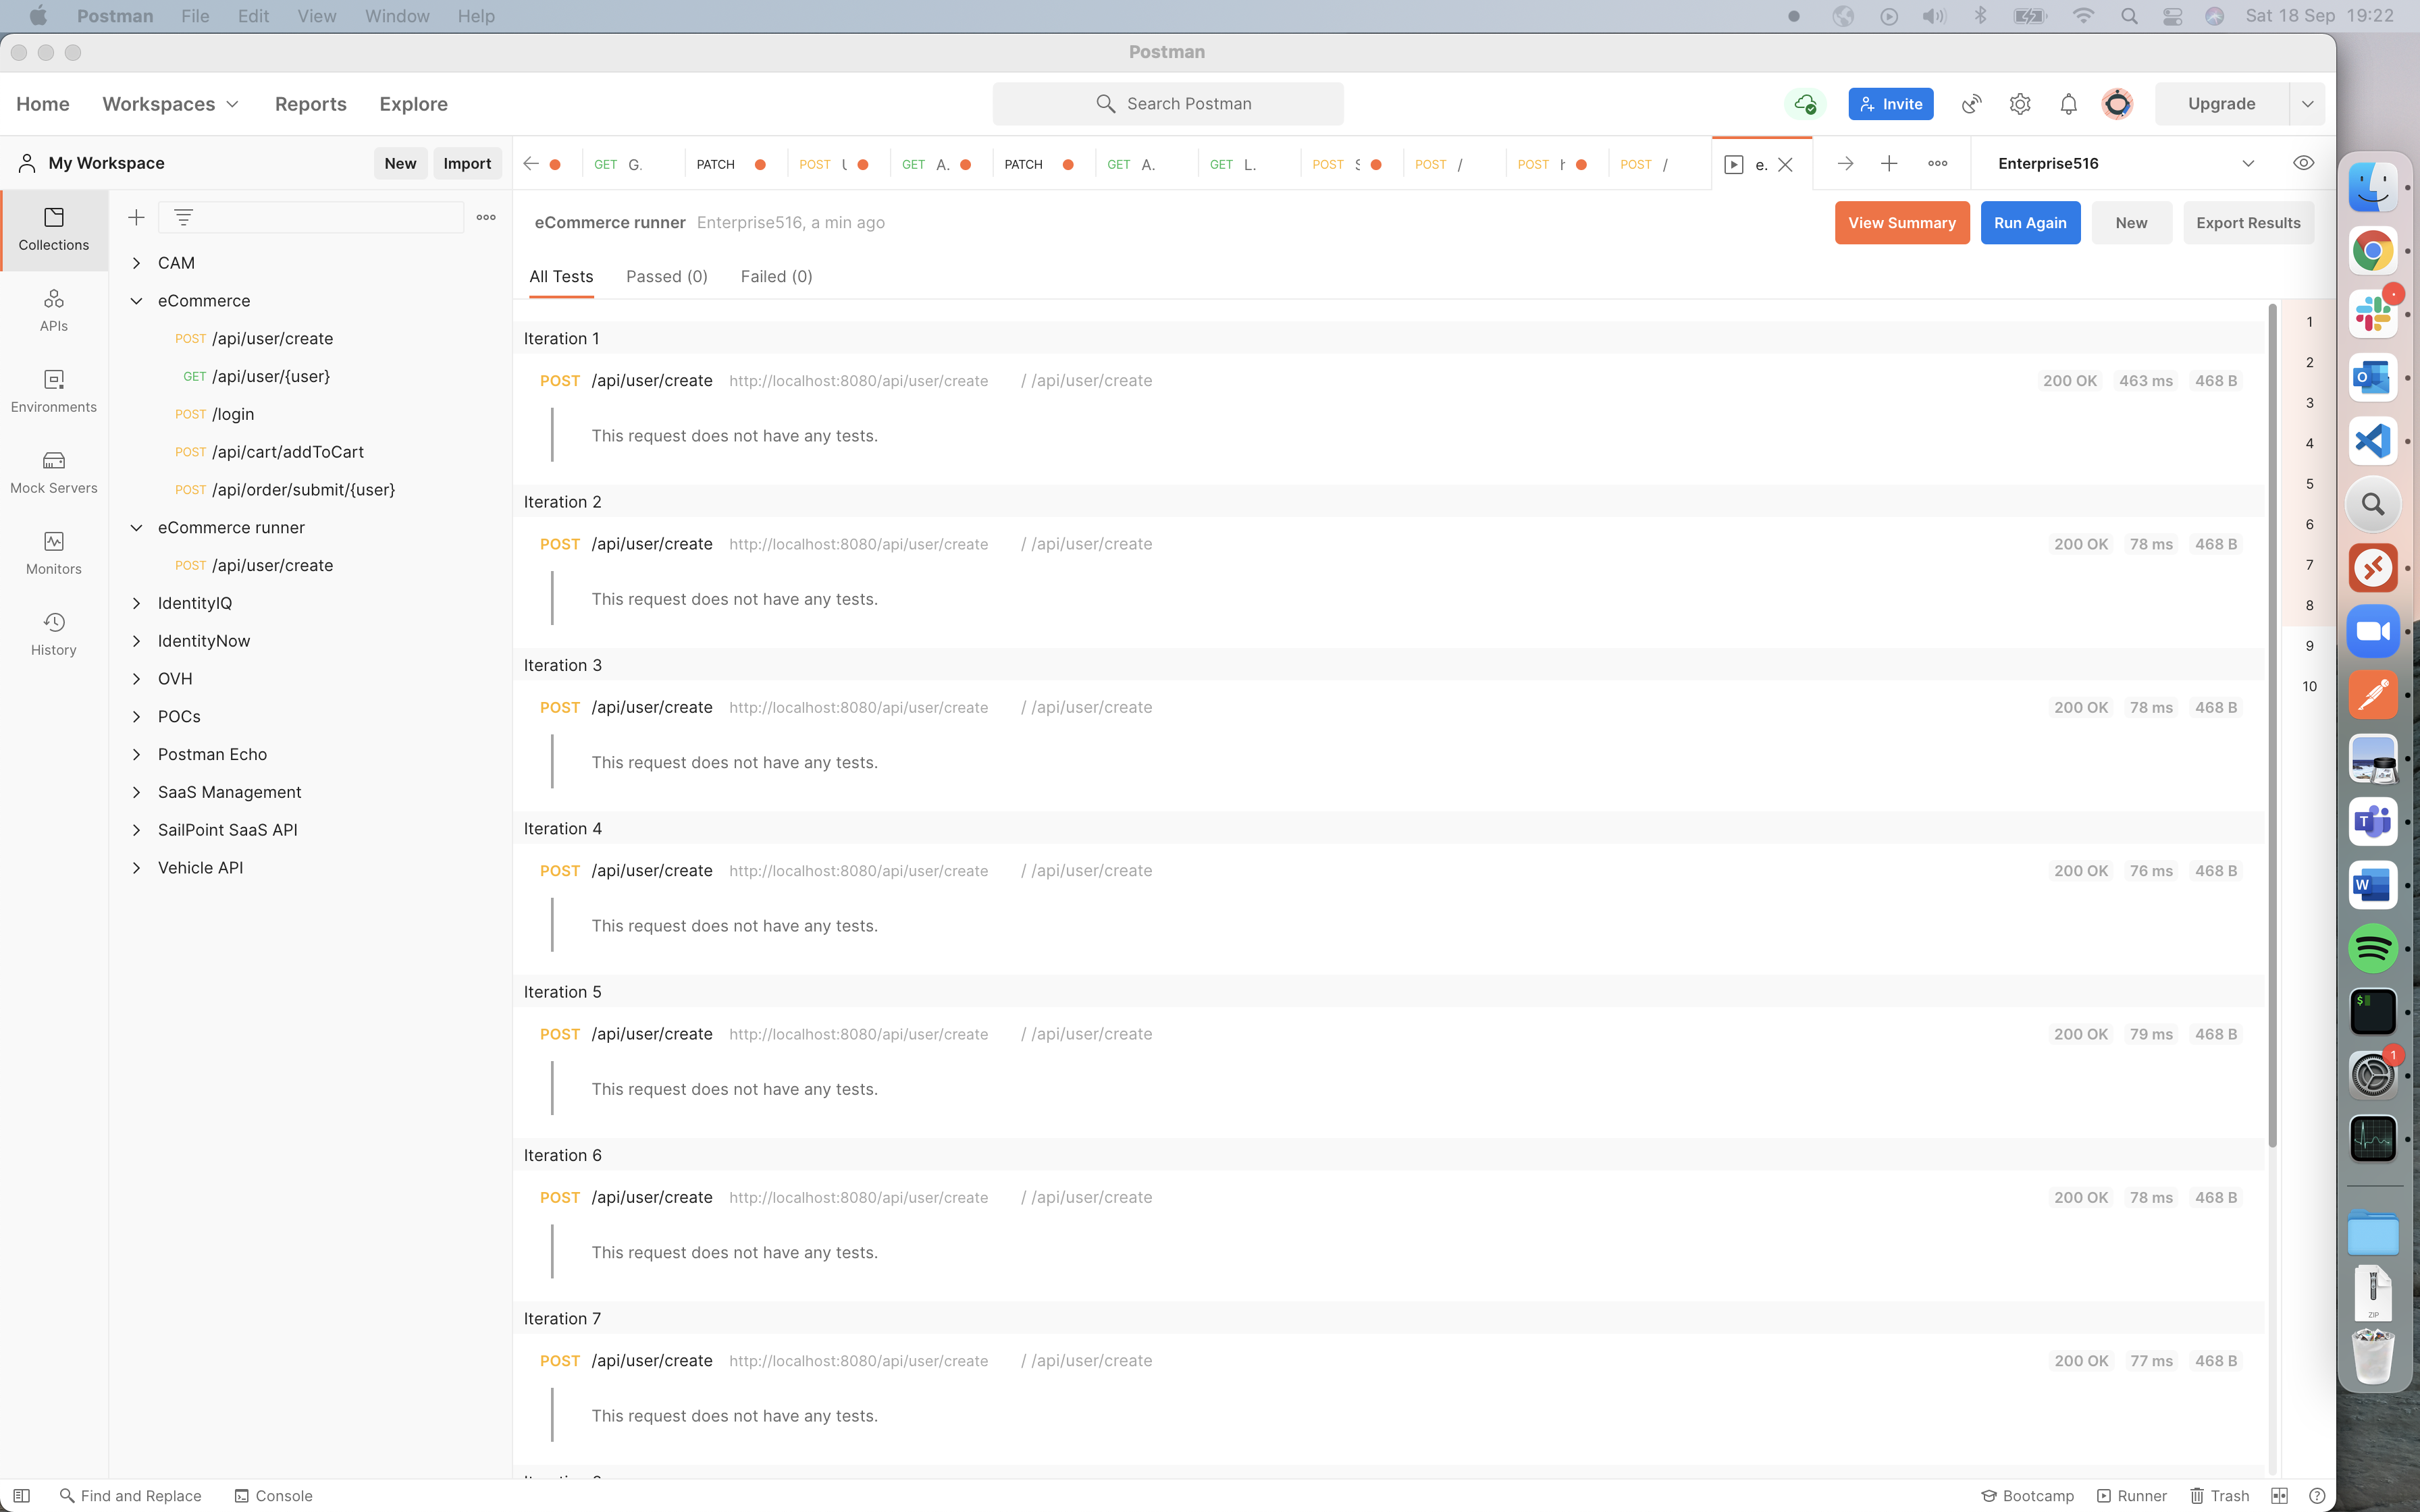 Postman File Edit View Window Help Sat 18 Sep 19:22
Postman
Home Workspaces Reports Explore Search Postman Invite Upgrade
My Workspace New Import GET G. PATCH POST GET A. PATCH GET A. GET L. POST POST / POST POST / e. Enterprise516
eCommerce runner Enterprise516, a min ago View Summary Run Again New Export Results
All Tests Passed (0) Failed (0)
Collections
APIs
Environments
Mock Servers
Monitors
History
CAM
eCommerce
POST /api/user/create
GET /api/user/{user}
POST /login
POST /api/cart/addToCart
POST /api/order/submit/{user}
eCommerce runner
POST /api/user/create
IdentityIQ
IdentityNow
OVH
POCs
Postman Echo
SaaS Management
SailPoint SaaS API
Vehicle API
Iteration 1
POST /api/user/create http://localhost:8080/api/user/create / /api/user/create 200 OK 463 ms 468 B
This request does not have any tests.
Iteration 2
POST /api/user/create http://localhost:8080/api/user/create / /api/user/create 200 OK 78 ms 468 B
This request does not have any tests.
Iteration 3
POST /api/user/create http://localhost:8080/api/user/create / /api/user/create 200 OK 78 ms 468 B
This request does not have any tests.
Iteration 4
POST /api/user/create http://localhost:8080/api/user/create / /api/user/create 200 OK 76 ms 468 B
This request does not have any tests.
Iteration 5
POST /api/user/create http://localhost:8080/api/user/create / /api/user/create 200 OK 79 ms 468 B
This request does not have any tests.
Iteration 6
POST /api/user/create http://localhost:8080/api/user/create / /api/user/create 200 OK 78 ms 468 B
This request does not have any tests.
Iteration 7
POST /api/user/create http://localhost:8080/api/user/create / /api/user/create 200 OK 77 ms 468 B
This request does not have any tests.
1
2
3
4
5
6
7
8
9
10
1
ZIP
Find and Replace Console Bootcamp Runner Trash